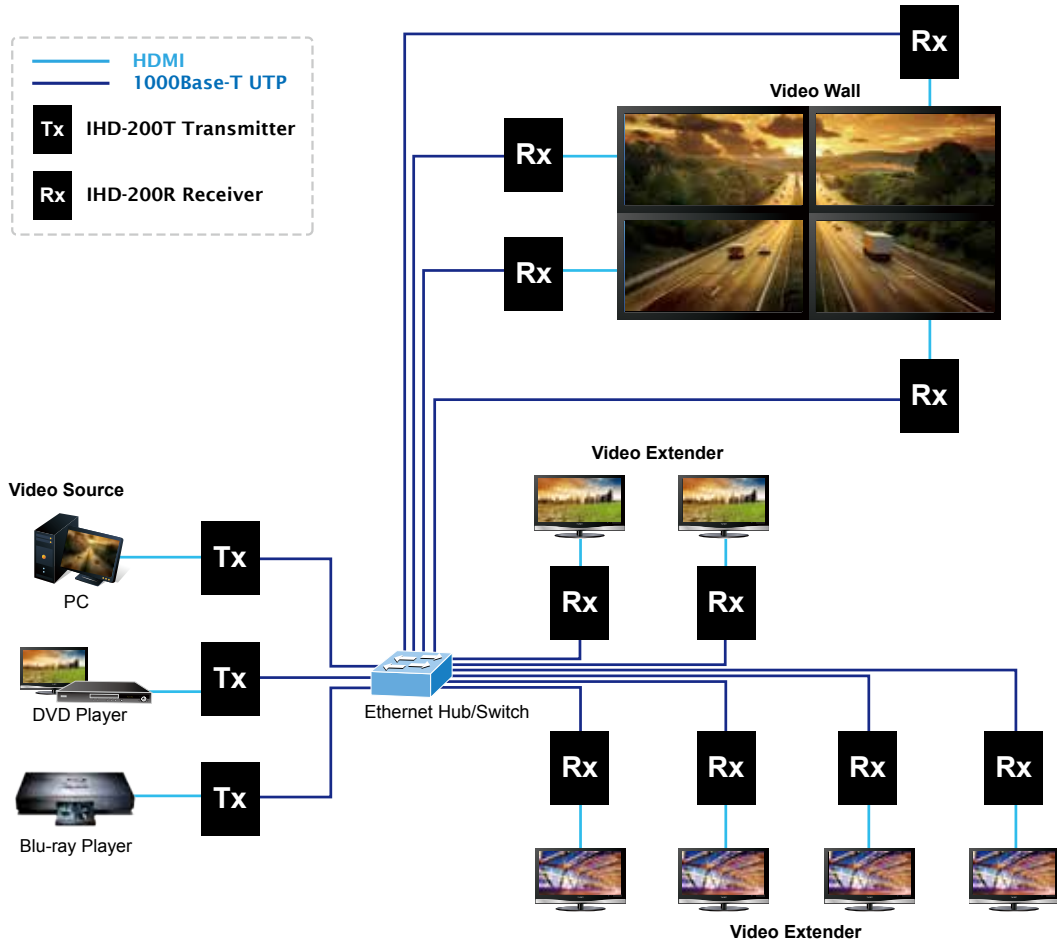 HDMI
1000Base-T UTP
Tx
IHD-200T Transmitter
Rx
IHD-200R Receiver
Rx
Video Wall
Rx
Rx
Rx
Video Extender
Video Source
Tx
Rx
Rx
PC
Tx
DVD Player
Ethernet Hub/Switch
Tx
Rx
Rx
Rx
Rx
Blu-ray Player
Video Extender